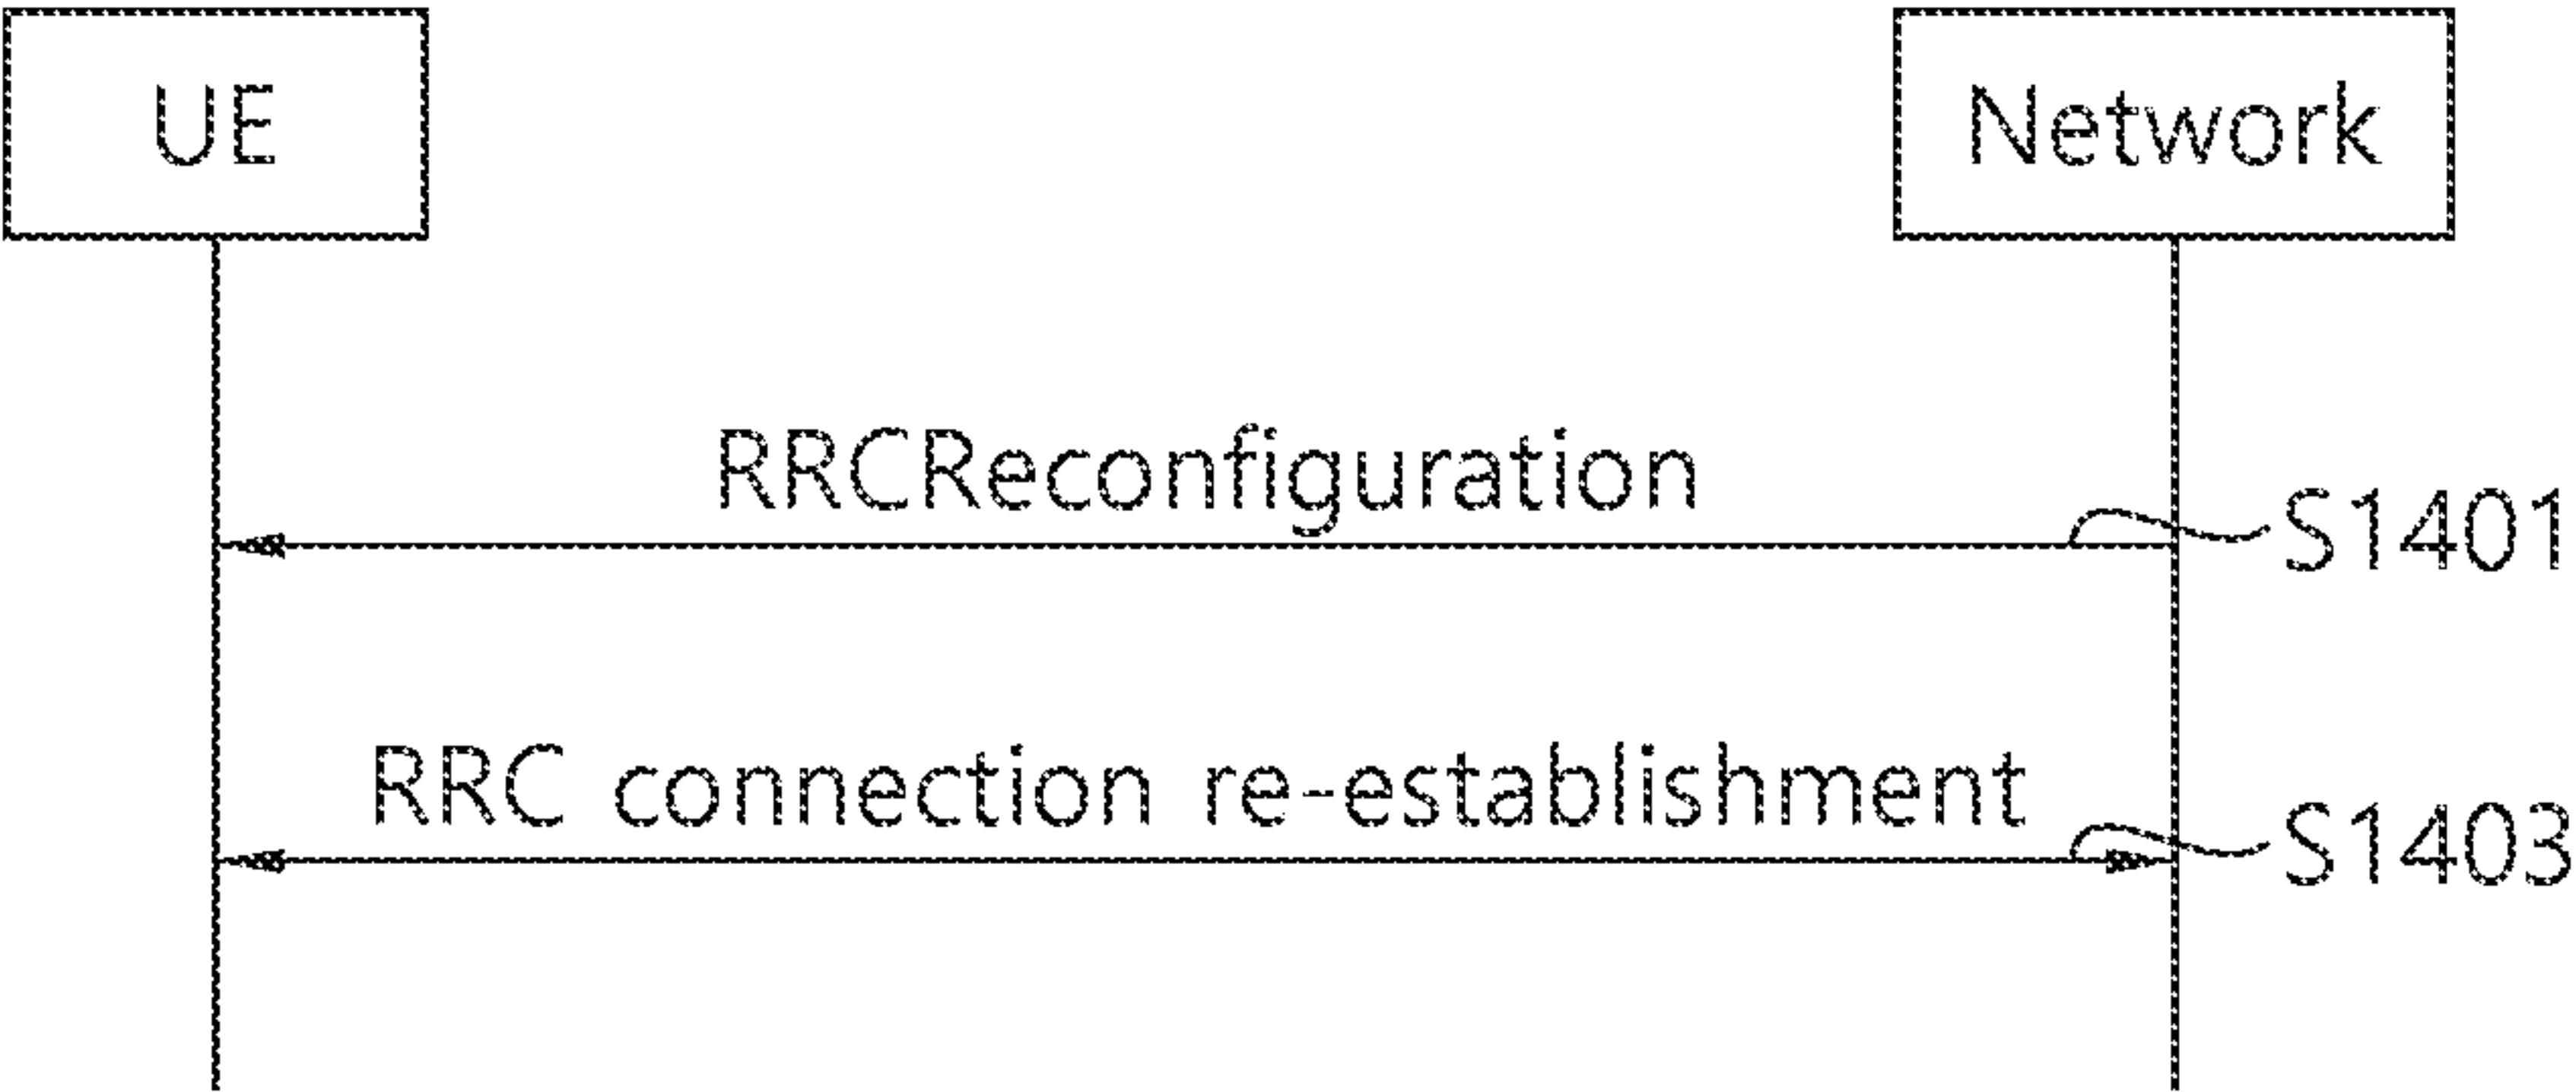 UE
Network
RRCReconfiguration
S1401
RRC connection re-establishment
S1403